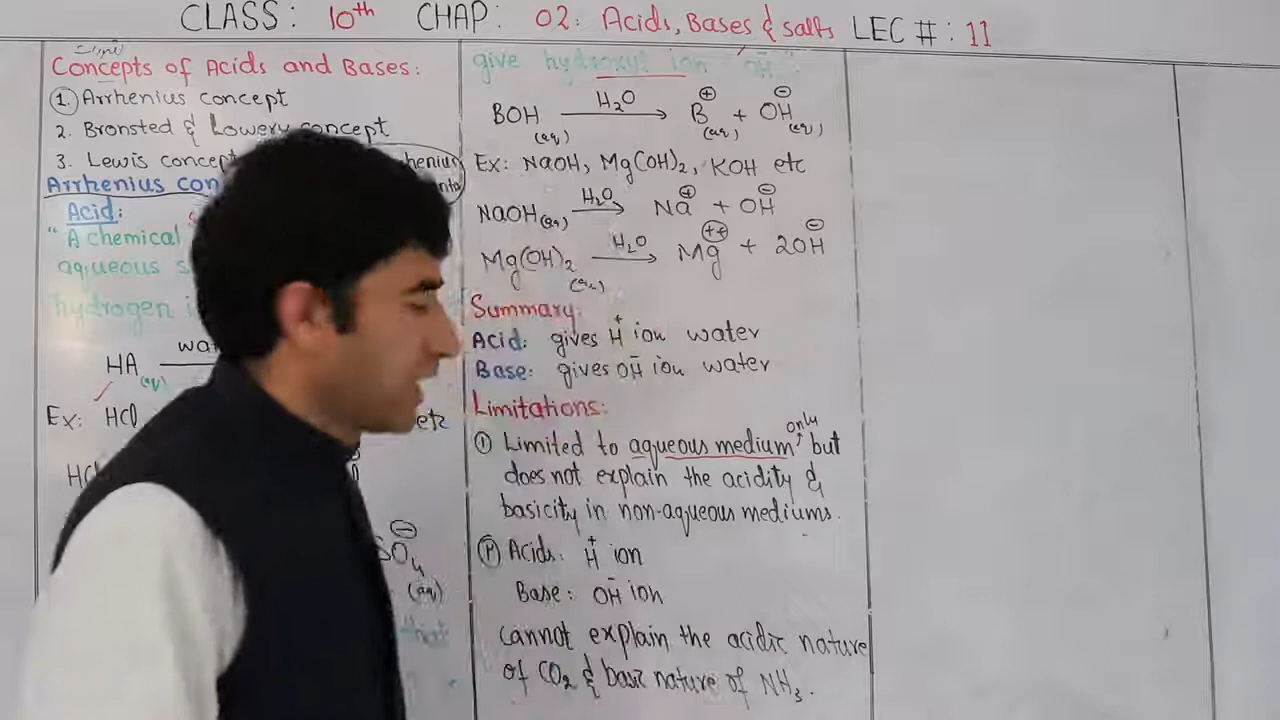 CLASS: 10th CHAP: 02: Acids, Bases & salts LEC #: 11
Concepts of Acids and Bases:
① Arrhenius concept
2. Bronsted & Lowery concept
3. Lewis concept
Arrhenius con
Acid:
"A chemical
aqueous s
hydrogen i
HA(aq) wat
Ex: HCl etc
HCl
SO4⊖
(aq)
that
give hydroxyl ion "OH"
BOH(aq) H2O→ B⊕(aq) + OH⊖(aq)
Ex: NaOH, Mg(OH)2, KOH etc
NaOH(aq) H2O→ Na⊕ + OH⊖
Mg(OH)2(aq) H2O→ Mg++ + 2OH⊖
Summary:
Acid: gives H+ ion water
Base: gives OH- ion water
Limitations:
① Limited to aqueous medium only but
does not explain the acidity &
basicity in non-aqueous mediums.
Acids: H+ ion
Base: OH- ion
cannot explain the acidic nature
of CO2 & basic nature of NH3.